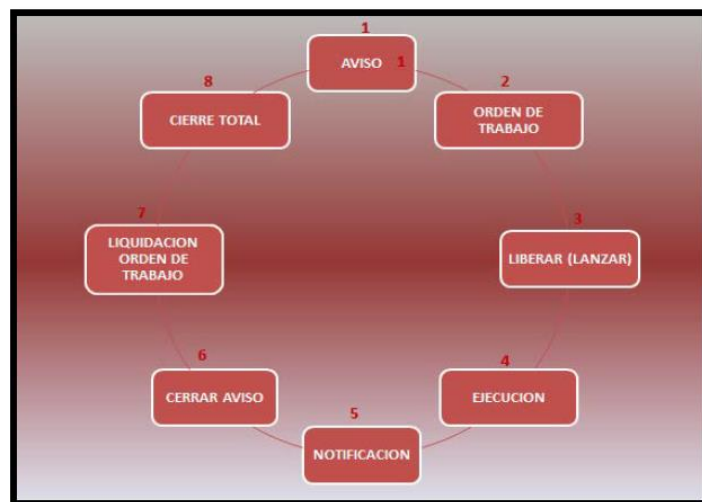 1
AVISO 1
2
ORDEN DE
TRABAJO
3
LIBERAR (LANZAR)
4
EJECUCION
5
NOTIFICACION
6
CERRAR AVISO
7
LIQUIDACION
ORDEN DE
TRABAJO
8
CIERRE TOTAL